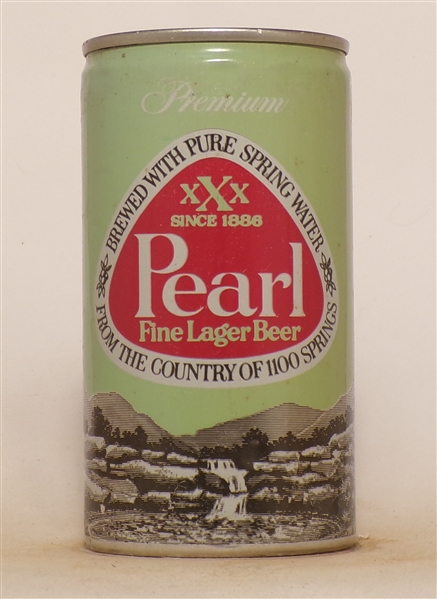 Premium
BREWED WITH PURE SPRING WATER
XXX
SINCE 1886
Pearl
Fine Lager Beer
FROM THE COUNTRY OF 1100 SPRINGS